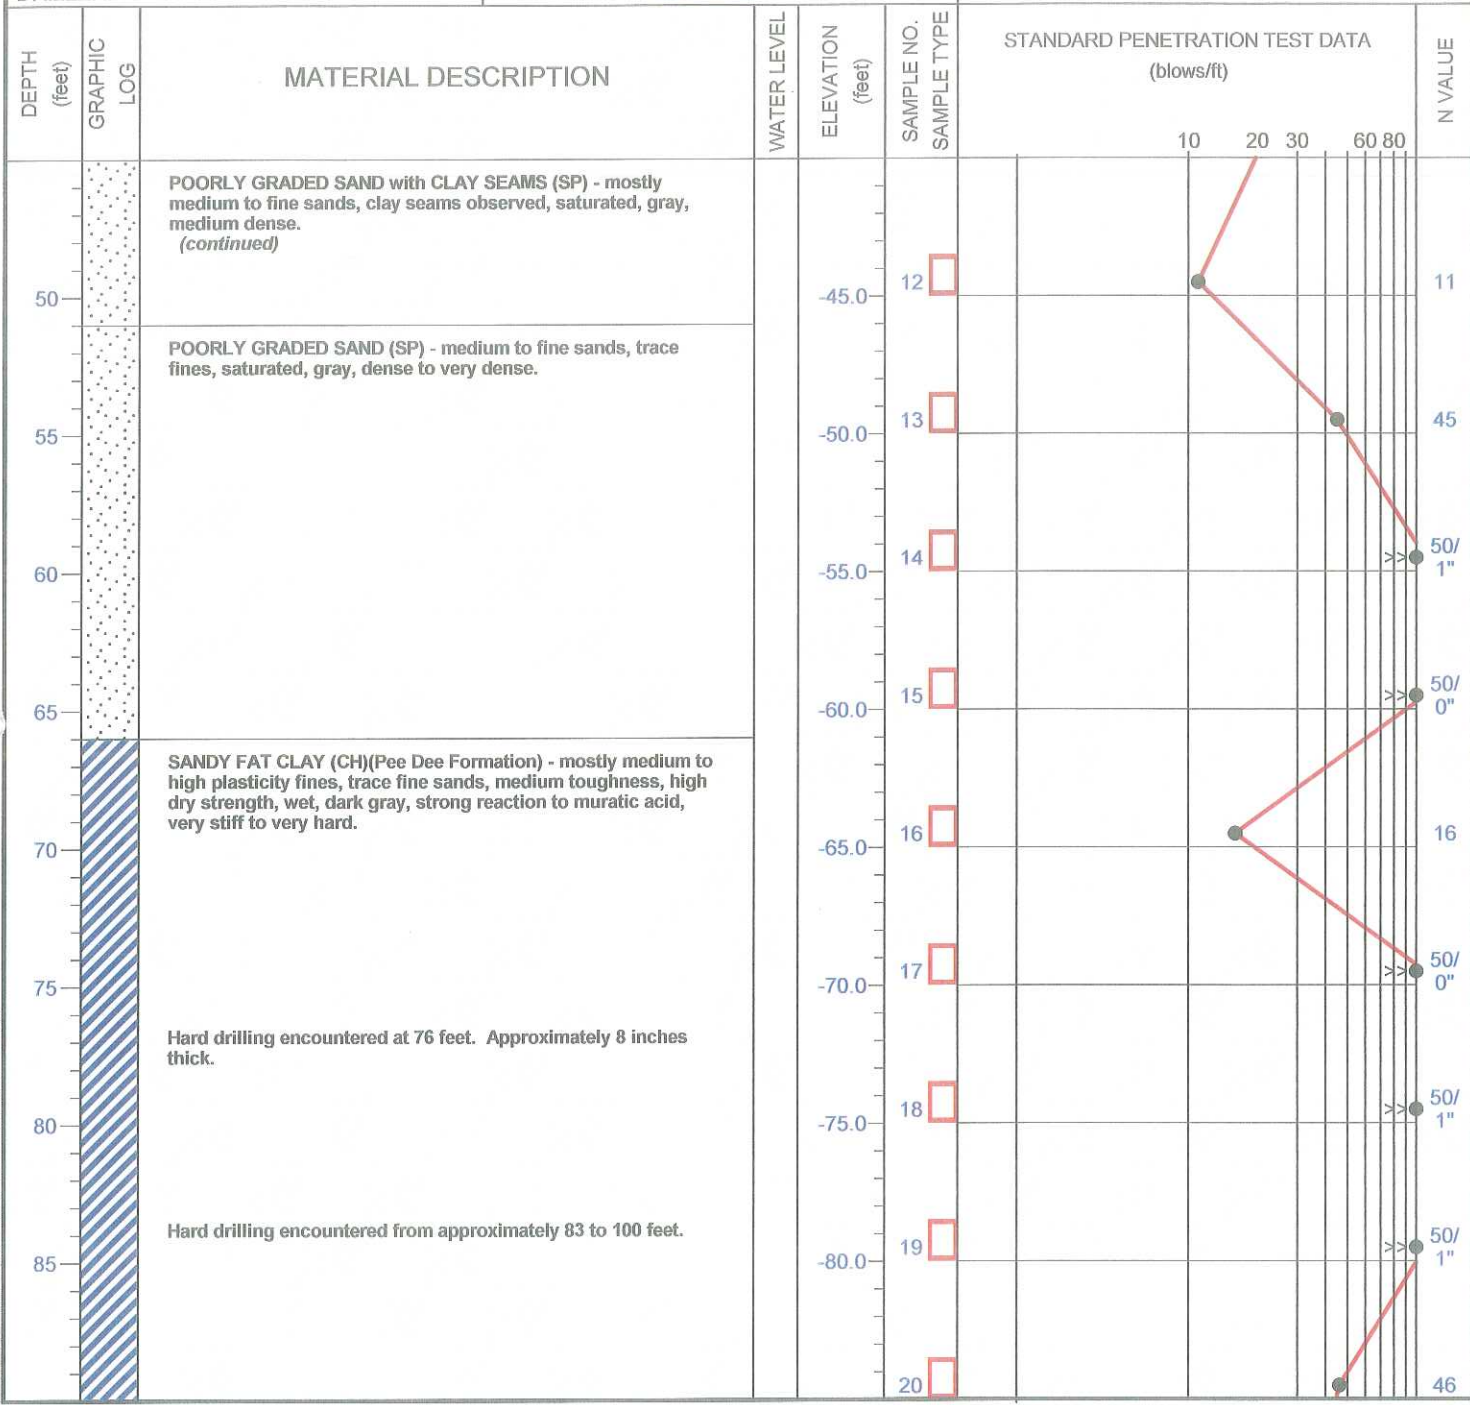 DEPTH
(feet)
GRAPHIC
LOG
MATERIAL DESCRIPTION
WATER LEVEL
ELEVATION
(feet)
SAMPLE NO.
SAMPLE TYPE
STANDARD PENETRATION TEST DATA
(blows/ft)
N VALUE
10 20 30 60 80
POORLY GRADED SAND with CLAY SEAMS (SP) - mostly
medium to fine sands, clay seams observed, saturated, gray,
medium dense.
(continued)
12 11
50 -45.0
POORLY GRADED SAND (SP) - medium to fine sands, trace
fines, saturated, gray, dense to very dense.
13 45
55 -50.0
14 >> 50/
1"
60 -55.0
15 >> 50/
0"
65 -60.0
SANDY FAT CLAY (CH)(Pee Dee Formation) - mostly medium to
high plasticity fines, trace fine sands, medium toughness, high
dry strength, wet, dark gray, strong reaction to muratic acid,
very stiff to very hard.
16 16
70 -65.0
17 >> 50/
0"
75 -70.0
Hard drilling encountered at 76 feet. Approximately 8 inches
thick.
18 >> 50/
1"
80 -75.0
Hard drilling encountered from approximately 83 to 100 feet.
19 >> 50/
1"
85 -80.0
20 46